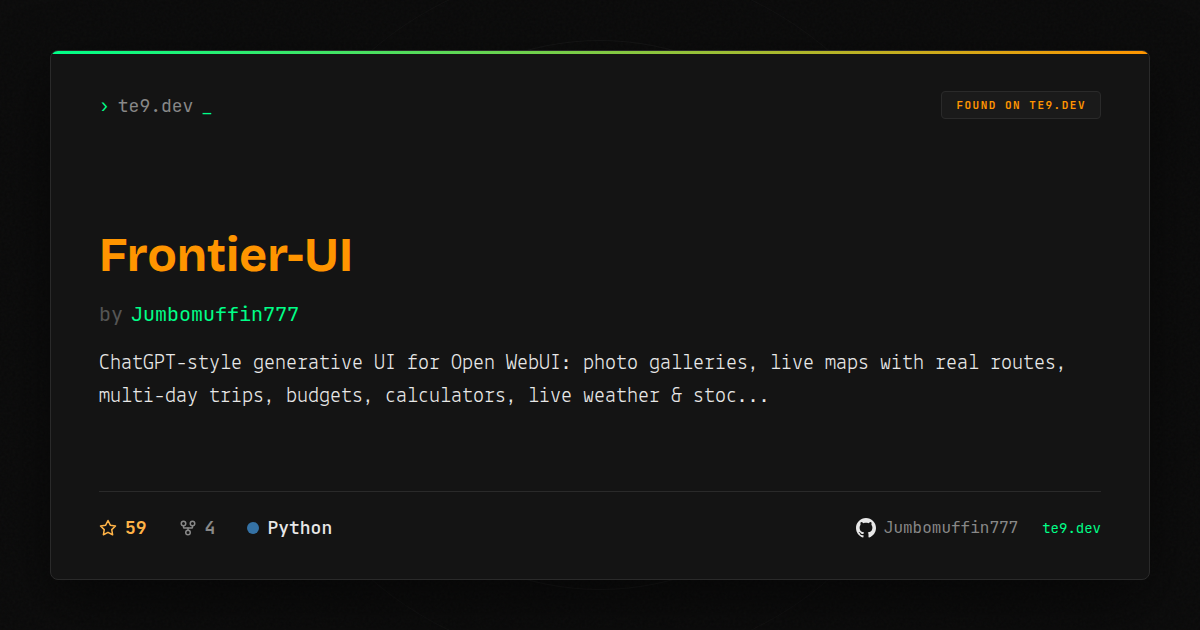 › te9.dev _
FOUND ON TE9.DEV
Frontier-UI
by Jumbomuffin777
ChatGPT-style generative UI for Open WebUI: photo galleries, live maps with real routes,
multi-day trips, budgets, calculators, live weather & stoc...
59 4 Python
Jumbomuffin777 te9.dev